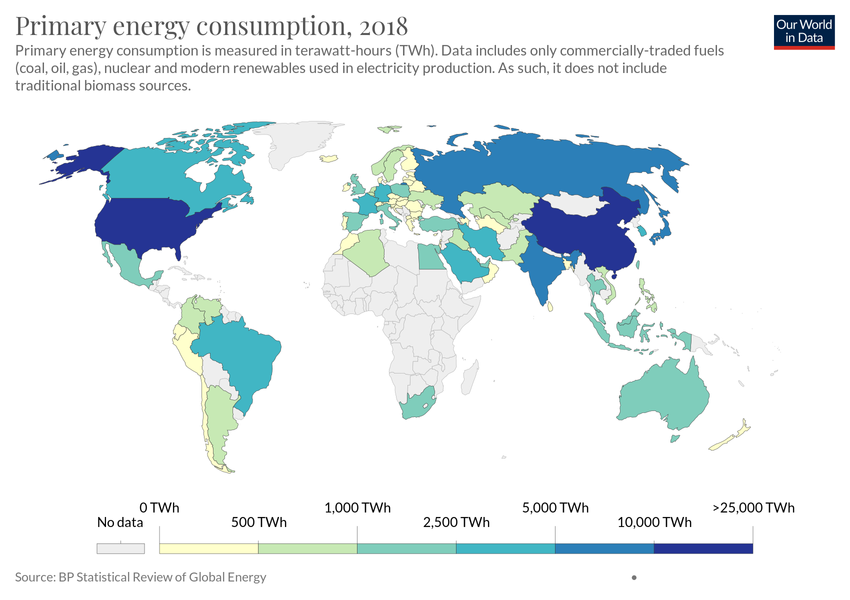 Primary energy consumption, 2018
Our World
in Data
Primary energy consumption is measured in terawatt-hours (TWh). Data includes only commercially-traded fuels
(coal, oil, gas), nuclear and modern renewables used in electricity production. As such, it does not include
traditional biomass sources.
0 TWh 1,000 TWh 5,000 TWh >25,000 TWh
No data 500 TWh 2,500 TWh 10,000 TWh
Source: BP Statistical Review of Global Energy